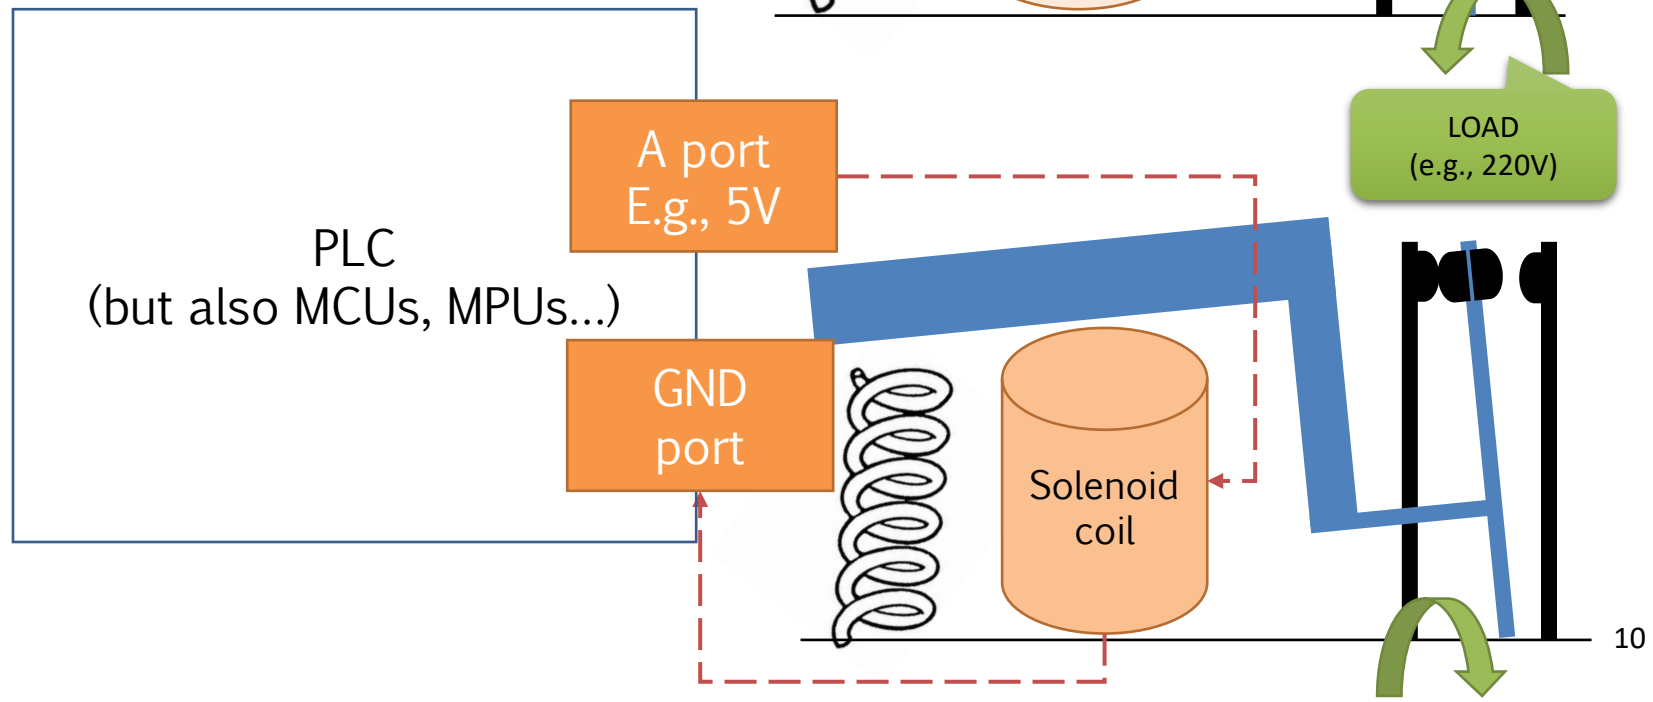 A port
E.g., 5V
LOAD
(e.g., 220V)
PLC
(but also MCUs, MPUs...)
GND
port
Solenoid
coil
10